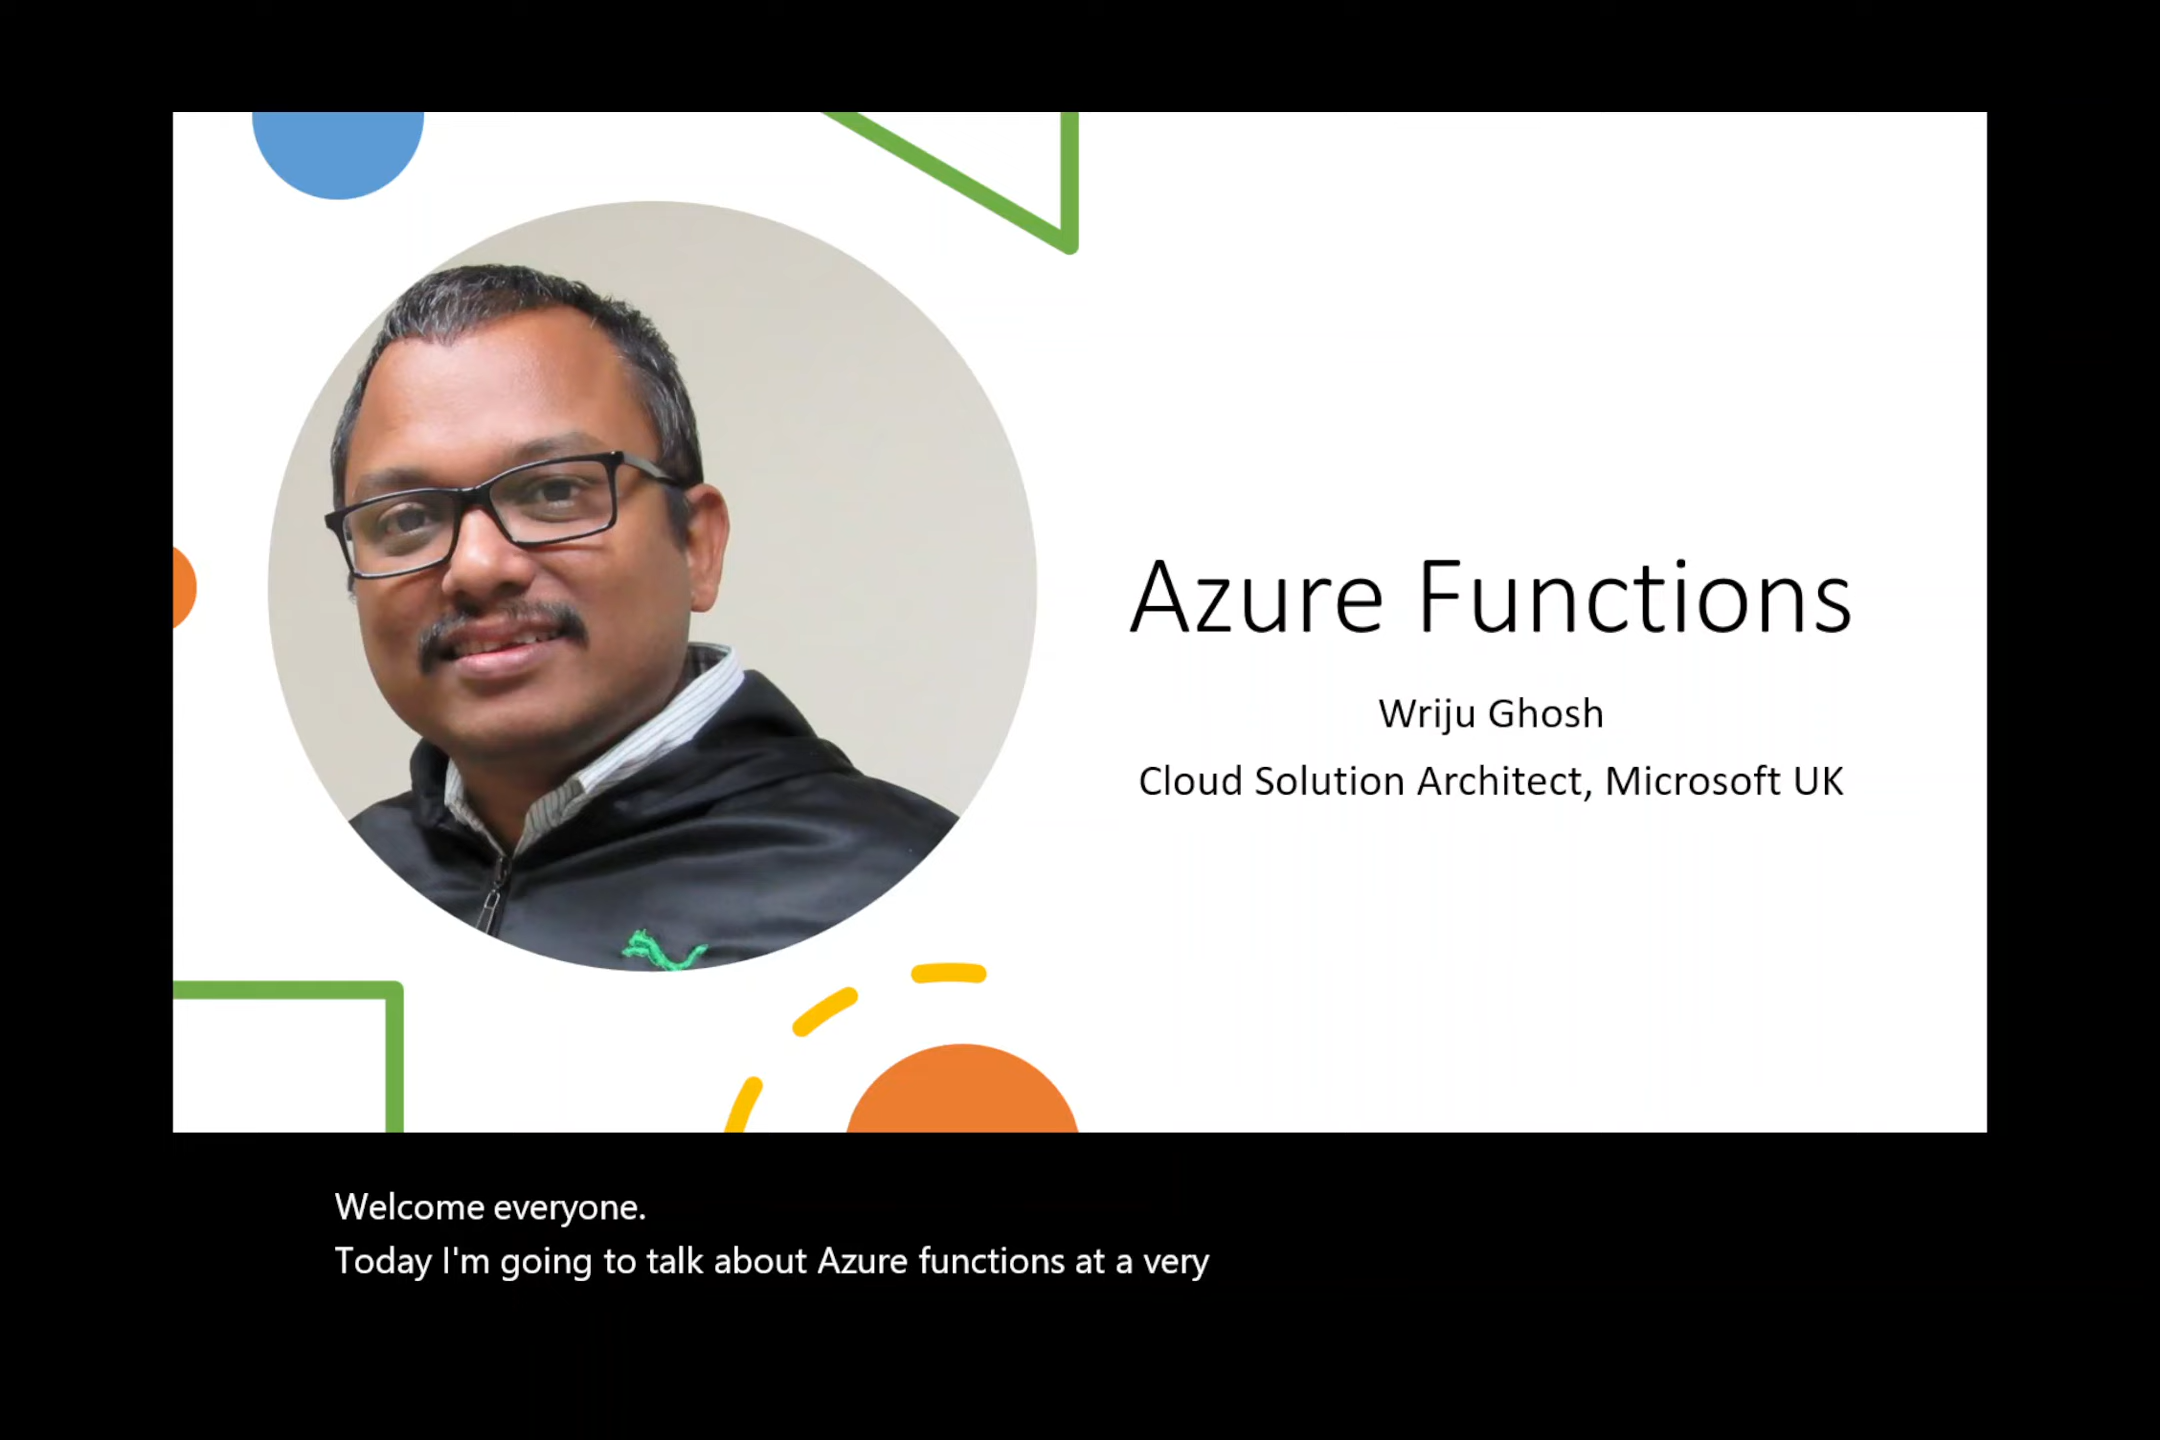 Azure Functions
Wriju Ghosh
Cloud Solution Architect, Microsoft UK
Welcome everyone.
Today I'm going to talk about Azure functions at a very